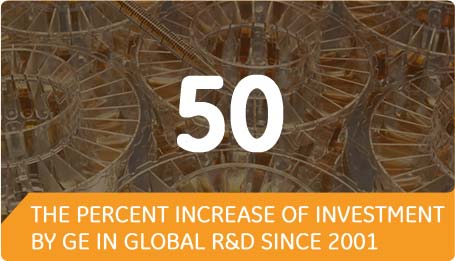 50
THE PERCENT INCREASE OF INVESTMENT
BY GE IN GLOBAL R&D SINCE 2001